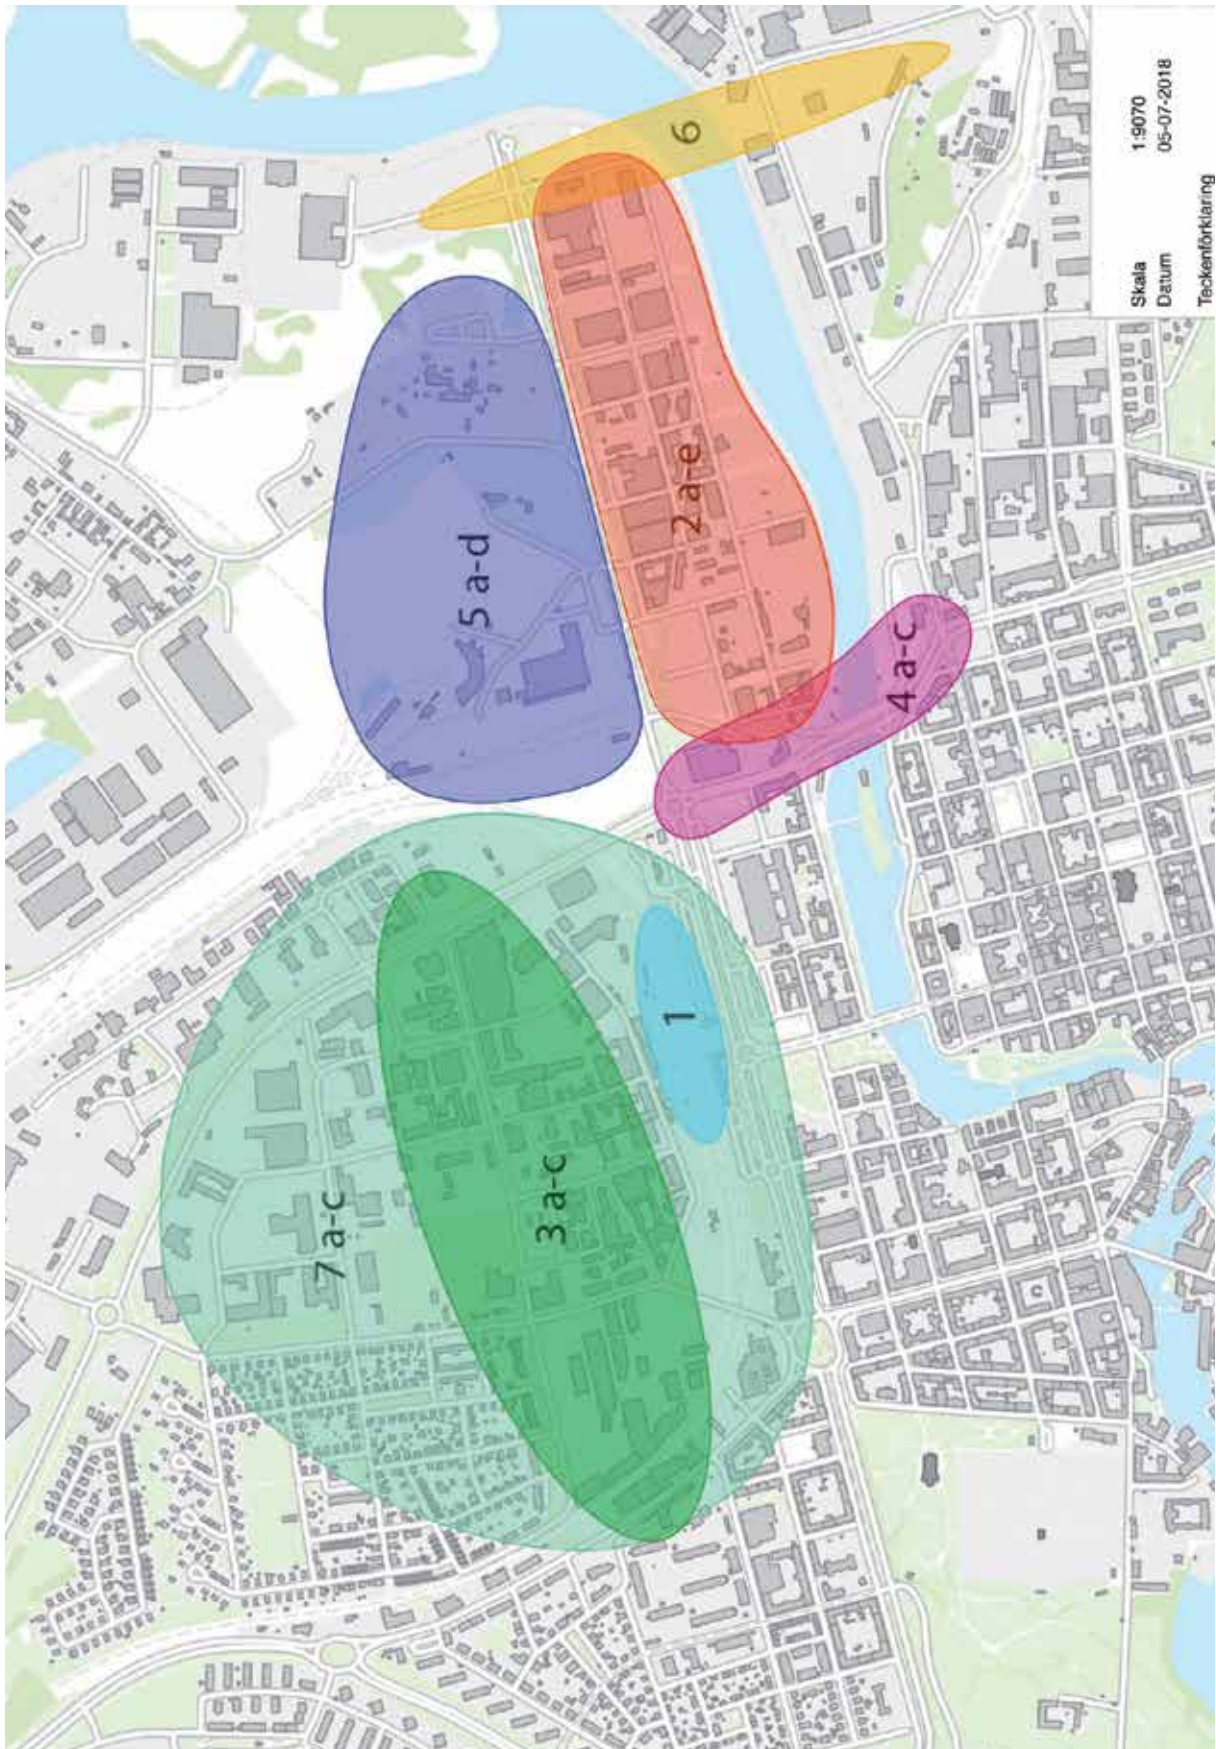 7 a-c
3 a-c
1
5 a-d
2 a-e
4 a-c
6
Skala 1:9070
Datum 05-07-2018
Teckenförklaring